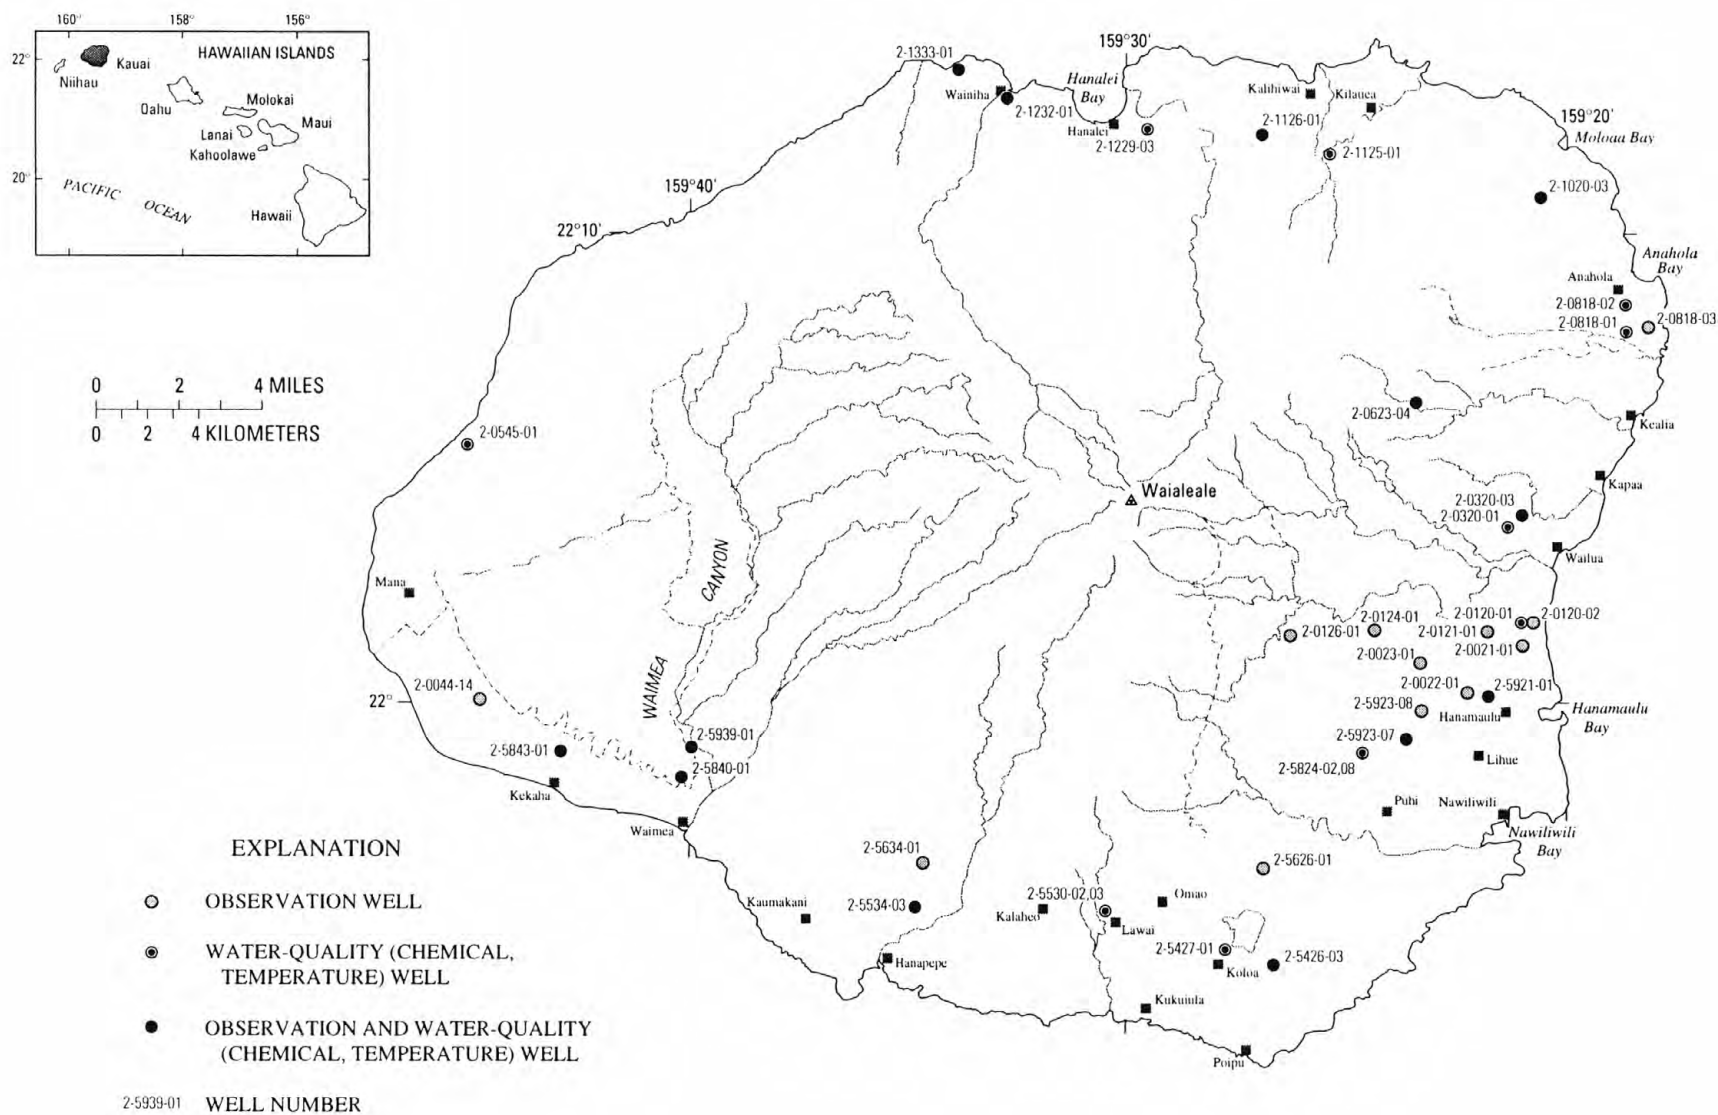 160°
158°
156°
22°
20°
HAWAIIAN ISLANDS
Kauai
Niihau
Oahu
Molokai
Lanai
Maui
Kahoolawe
PACIFIC OCEAN
Hawaii
0 2 4 MILES
0 2 4 KILOMETERS
159°30'
159°20'
159°40'
22°10'
22°
2-1333-01
Wainiha
2-1232-01
Hanalei
Bay
Hanalei
2-1229-03
Kalihiwai
Kilauea
2-1126-01
2-1125-01
Moloaa Bay
2-1020-03
Anahola
Bay
Anahola
2-0818-02
2-0818-01
2-0818-03
2-0623-04
Kealia
Kapaa
2-0545-01
Waialeale
2-0320-03
2-0320-01
Wailua
Mana
WAIMEA CANYON
2-0126-01
2-0124-01
2-0120-01
2-0120-02
2-0121-01
2-0021-01
2-0023-01
2-0022-01
2-5921-01
2-5923-08
Hanamaulu
Hanamaulu
Bay
2-5923-07
2-5824-02,08
Lihue
2-0044-14
2-5843-01
2-5939-01
2-5840-01
Kekaha
Waimea
Puhi
Nawiliwili
Nawiliwili
Bay
2-5634-01
2-5626-01
Kaumakani
2-5534-03
2-5530-02,03
Kalaheo
Omao
Lawai
2-5427-01
2-5426-03
Koloa
Hanapepe
Kukuiula
Poipu
EXPLANATION
OBSERVATION WELL
WATER-QUALITY (CHEMICAL,
TEMPERATURE) WELL
OBSERVATION AND WATER-QUALITY
(CHEMICAL, TEMPERATURE) WELL
2-5939-01 WELL NUMBER